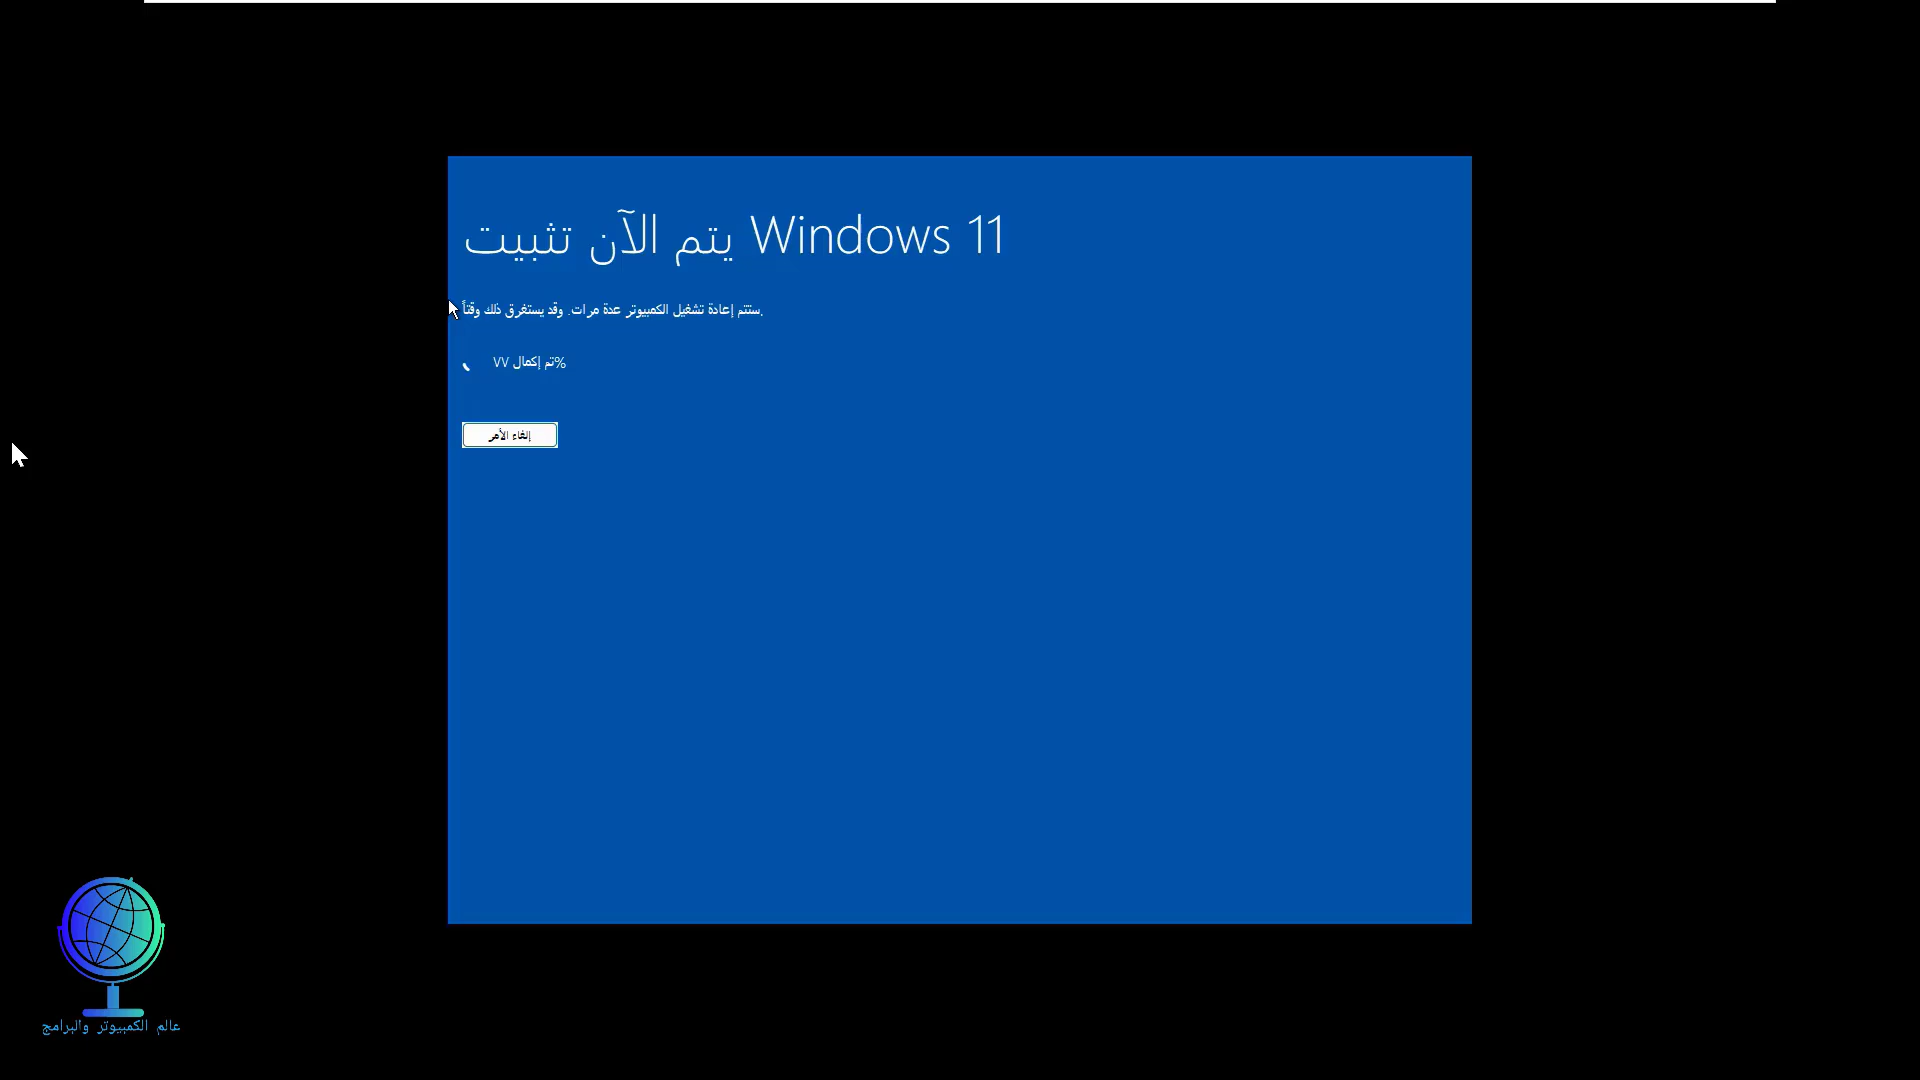 يتم الآن تثبيت Windows 11
ستتم إعادة تشغيل الكمبيوتر عدة مرات. وقد يستغرق ذلك وقتاً.
تم إكمال ٧٧%
إلغاء الأمر
عالم الكمبيوتر والبرامج